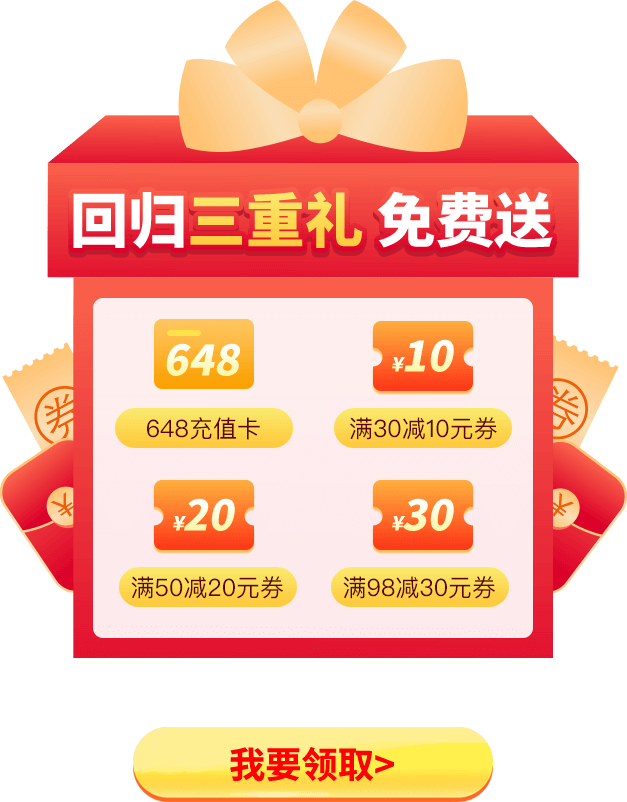 回归三重礼 免费送
648
¥10
648充值卡
满30减10元券
券
券
¥20
¥30
¥
¥
满50减20元券
满98减30元券
我要领取>